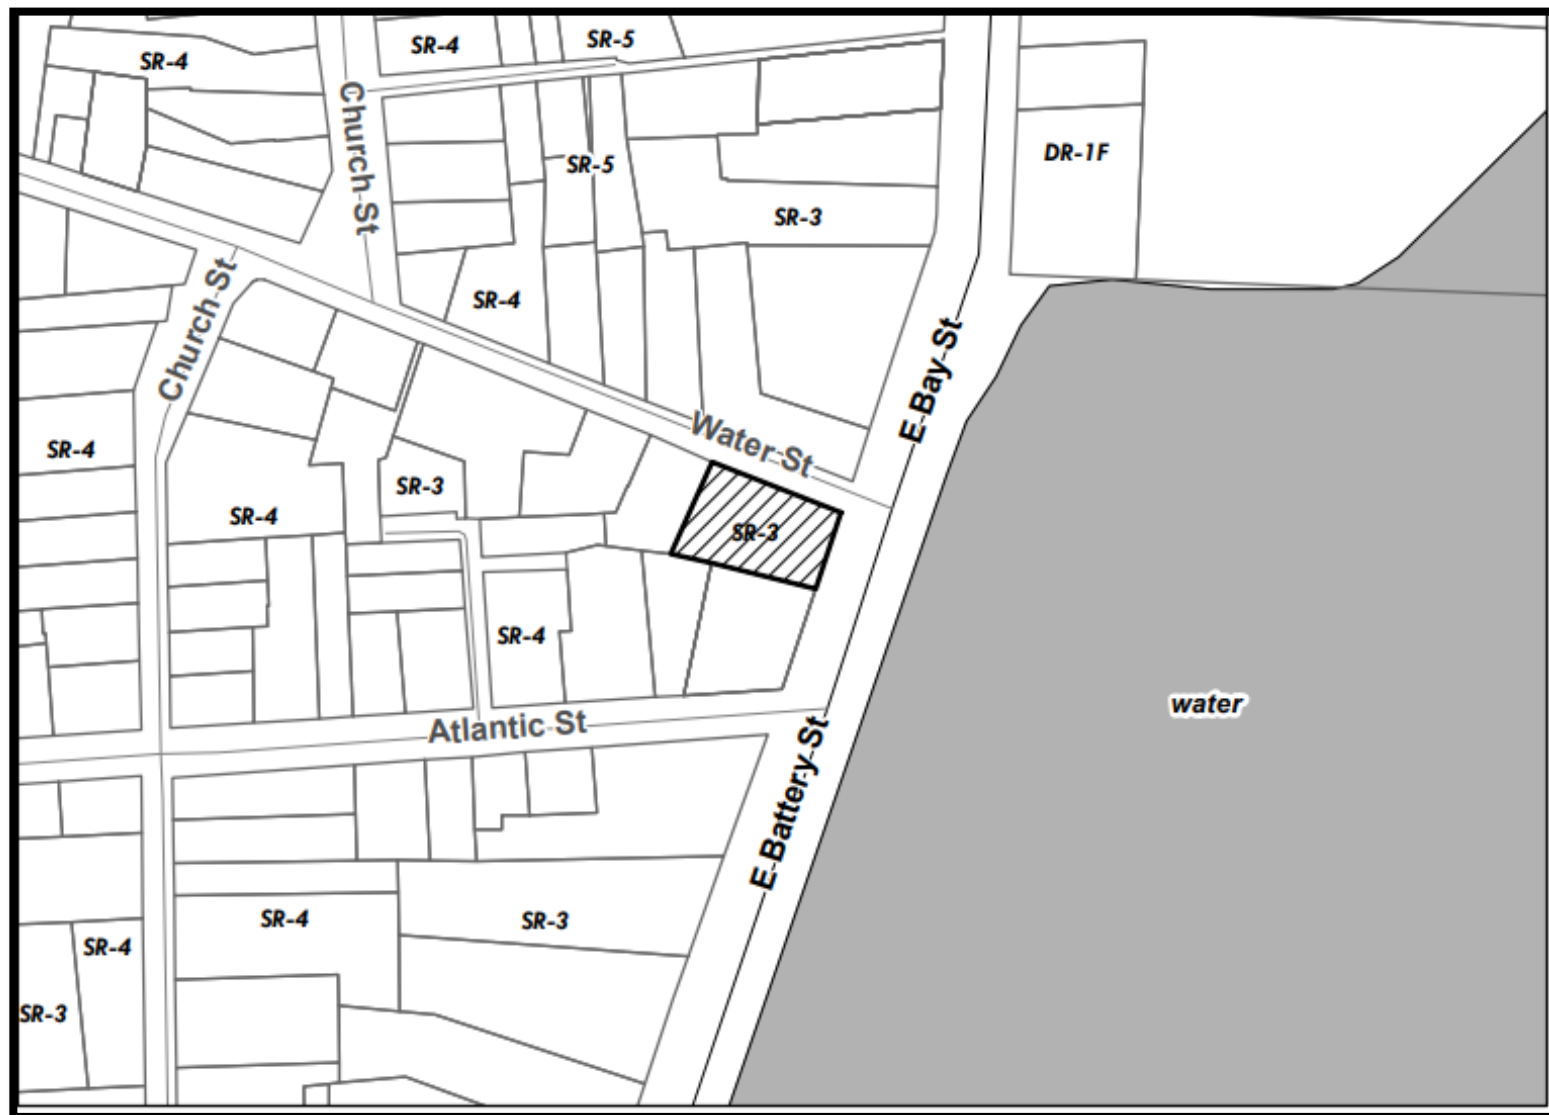 SR-4
SR-4
SR-5
Church St
DR-1F
SR-5
SR-3
Church St
SR-4
E Bay St
Water St
SR-4
SR-3
SR-4
SR-3
SR-4
water
Atlantic St
E Battery St
SR-4
SR-3
SR-4
SR-3